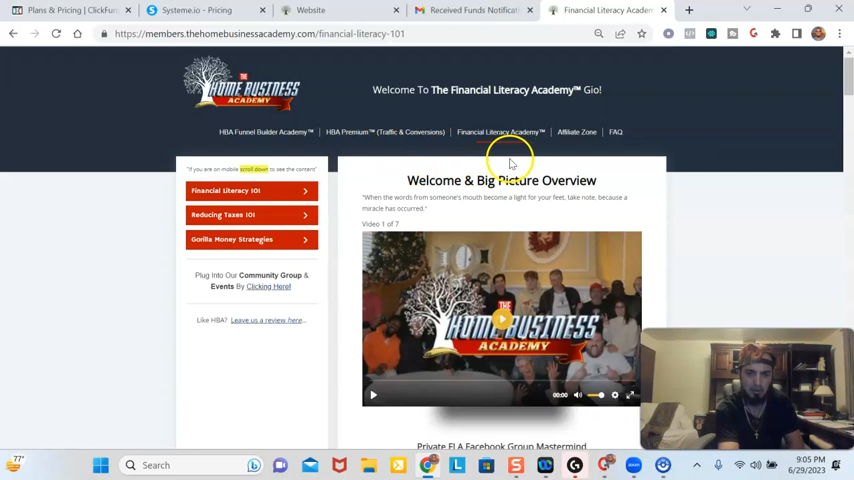 Plans & Pricing | ClickFun
Systeme.io - Pricing
Website
Received Funds Notificati
Financial Literacy Academy
https://members.thehomebusinessacademy.com/financial-literacy-101
THE
HOME BUSINESS
ACADEMY
Welcome To The Financial Literacy Academy™ Gio!
HBA Funnel Builder Academy™
HBA Premium™ (Traffic & Conversions)
Financial Literacy Academy™
Affiliate Zone
FAQ
"If you are on mobile scroll down to see the contant"
Financial Literacy 101
Reducing Taxes 101
Gorilla Money Strategies
Plug Into Our Community Group &
Events By Clicking Here!
Like HBA? Leave us a review here...
Welcome & Big Picture Overview
"When the words from someone's mouth become a light for your feet, take note, because a
miracle has occurred."
Video 1 of 7
THE
HOME BUSINESS
ACADEMY
00:00
Private FLA Facebook Group Mastermind
77°
Search
9:05 PM
6/29/2023